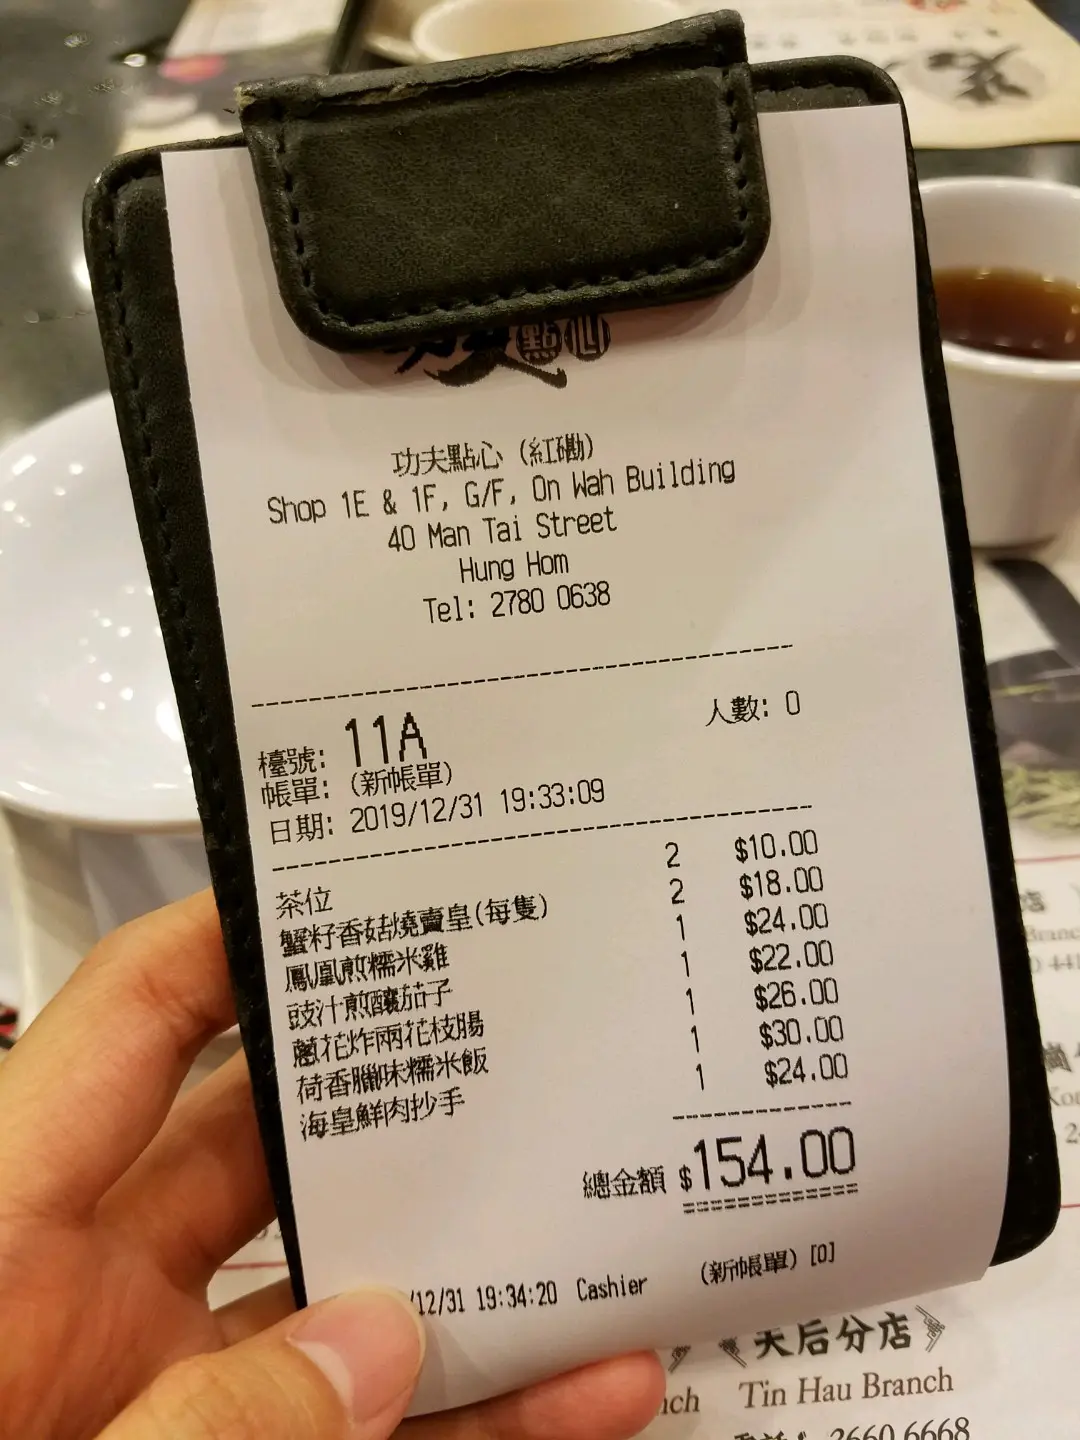 點心
功夫點心 (紅磡)
Shop 1E & 1F, G/F, On Wah Building
40 Man Tai Street
Hung Hom
Tel: 2780 0638
檯號: 11A 人數: 0
帳單: (新帳單)
日期: 2019/12/31 19:33:09
茶位 2 $10.00
蟹籽香菇燒賣皇(每隻) 2 $18.00
鳳凰煎糯米雞 1 $24.00
豉汁煎釀茄子 1 $22.00
蔥花炸兩花枝腸 1 $26.00
荷香臘味糯米飯 1 $30.00
海皇鮮肉抄手 1 $24.00
總金額 $154.00
(新帳單) [0]
/12/31 19:34:20 Cashier
天后分店
Tin Hau Branch
2660 6668